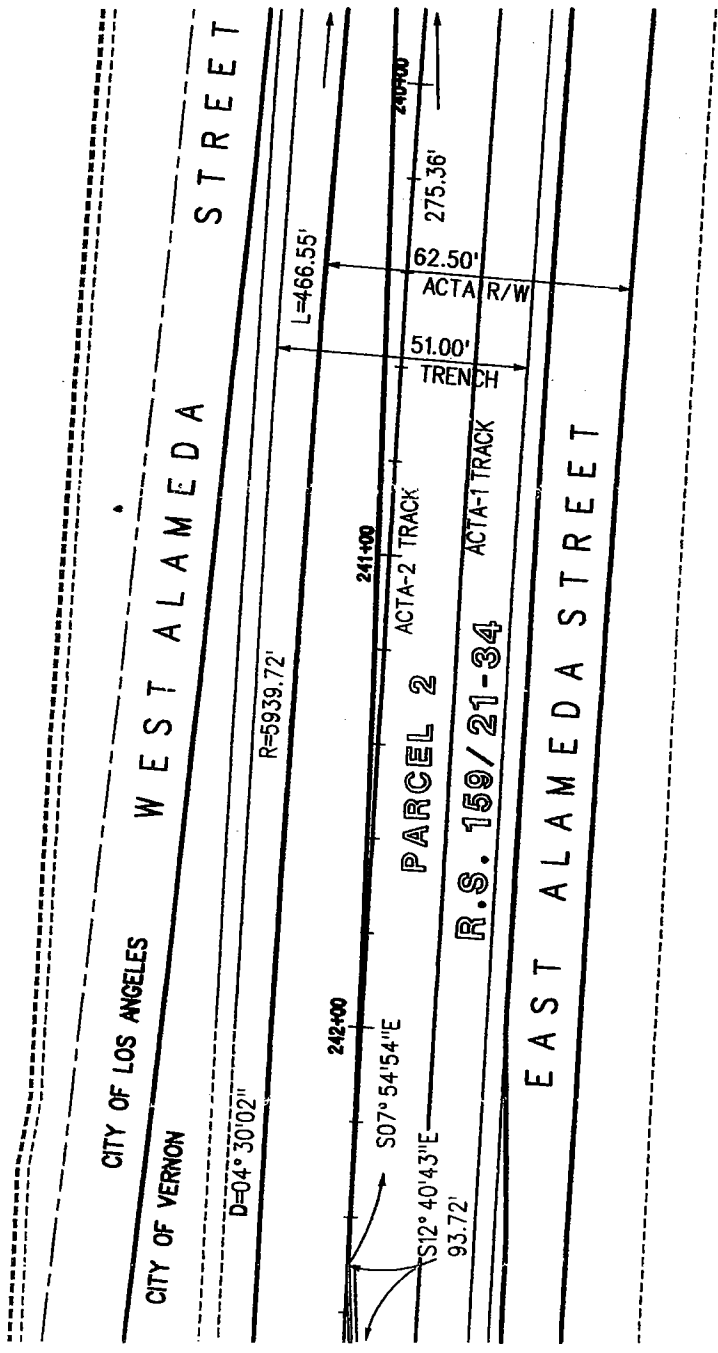 WEST ALAMEDA STREET
240+00
275.36'
L=466.55'
62.50'
ACTA R/W
51.00'
TRENCH
ACTA-1 TRACK
241+00
ACTA-2 TRACK
R=5939.72'
PARCEL 2
R.S. 159/21-34
EAST ALAMEDA STREET
CITY OF LOS ANGELES
CITY OF VERNON
242+00
S07°54'54"E
D=04°30'02"
S12°40'43"E
93.72'